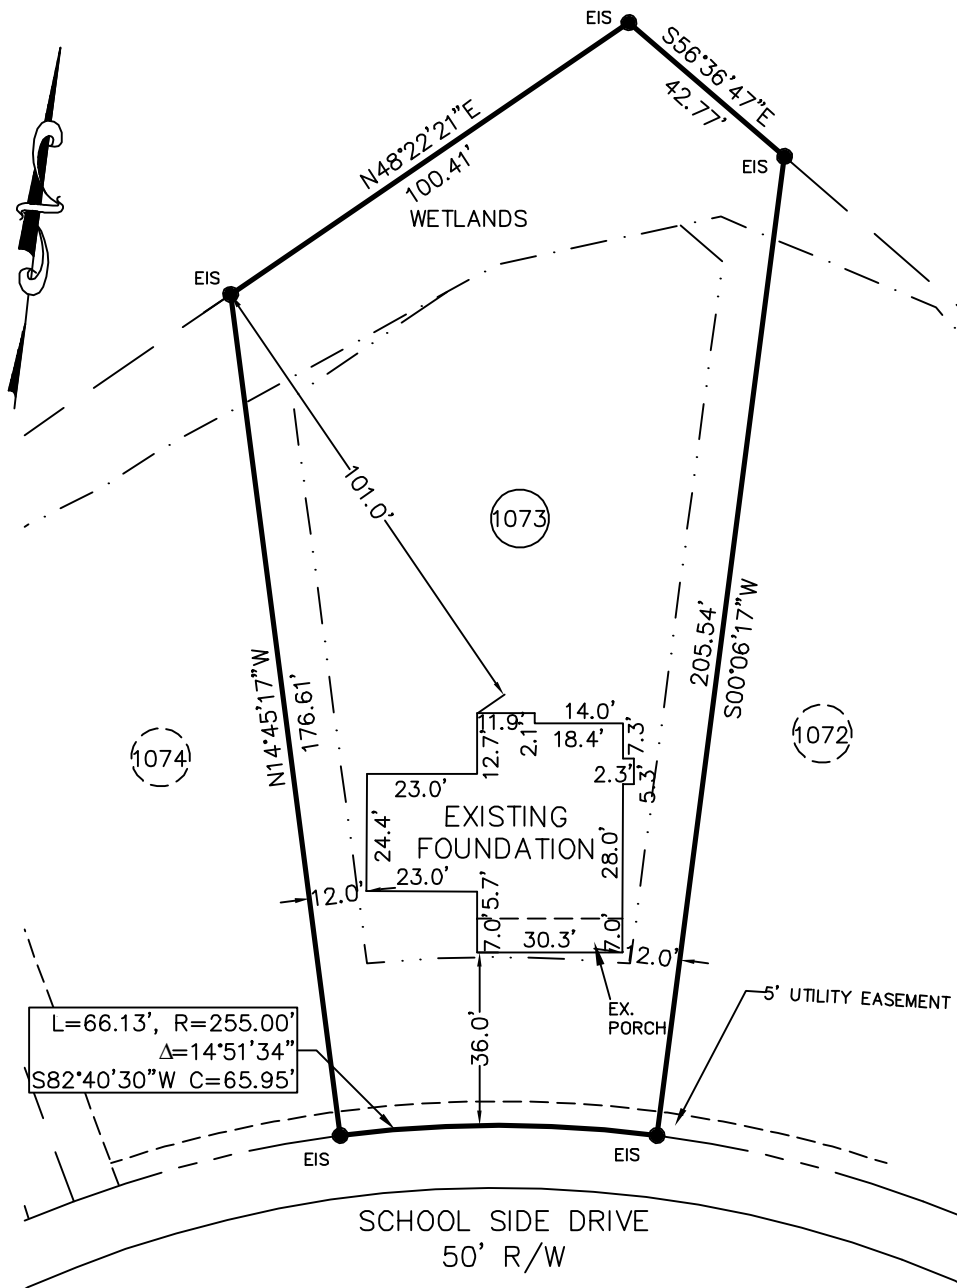 EIS
S56°36'47"E
42.77'
EIS
N48°22'21"E
100.41'
WETLANDS
EIS
101.0'
1073
205.54'
S00°06'17"W
N14°45'17"W
176.61'
1074
1072
11.9'
2.1'
14.0'
18.4'
7.3'
12.7'
2.3'
5.3'
23.0'
24.4'
EXISTING
FOUNDATION
28.0'
23.0'
5.7'
12.0'
7.0'
30.3'
7.0'
12.0'
EX.
PORCH
36.0'
5' UTILITY EASEMENT
L=66.13', R=255.00'
Δ=14°51'34"
S82°40'30"W C=65.95'
EIS
EIS
SCHOOL SIDE DRIVE
50' R/W